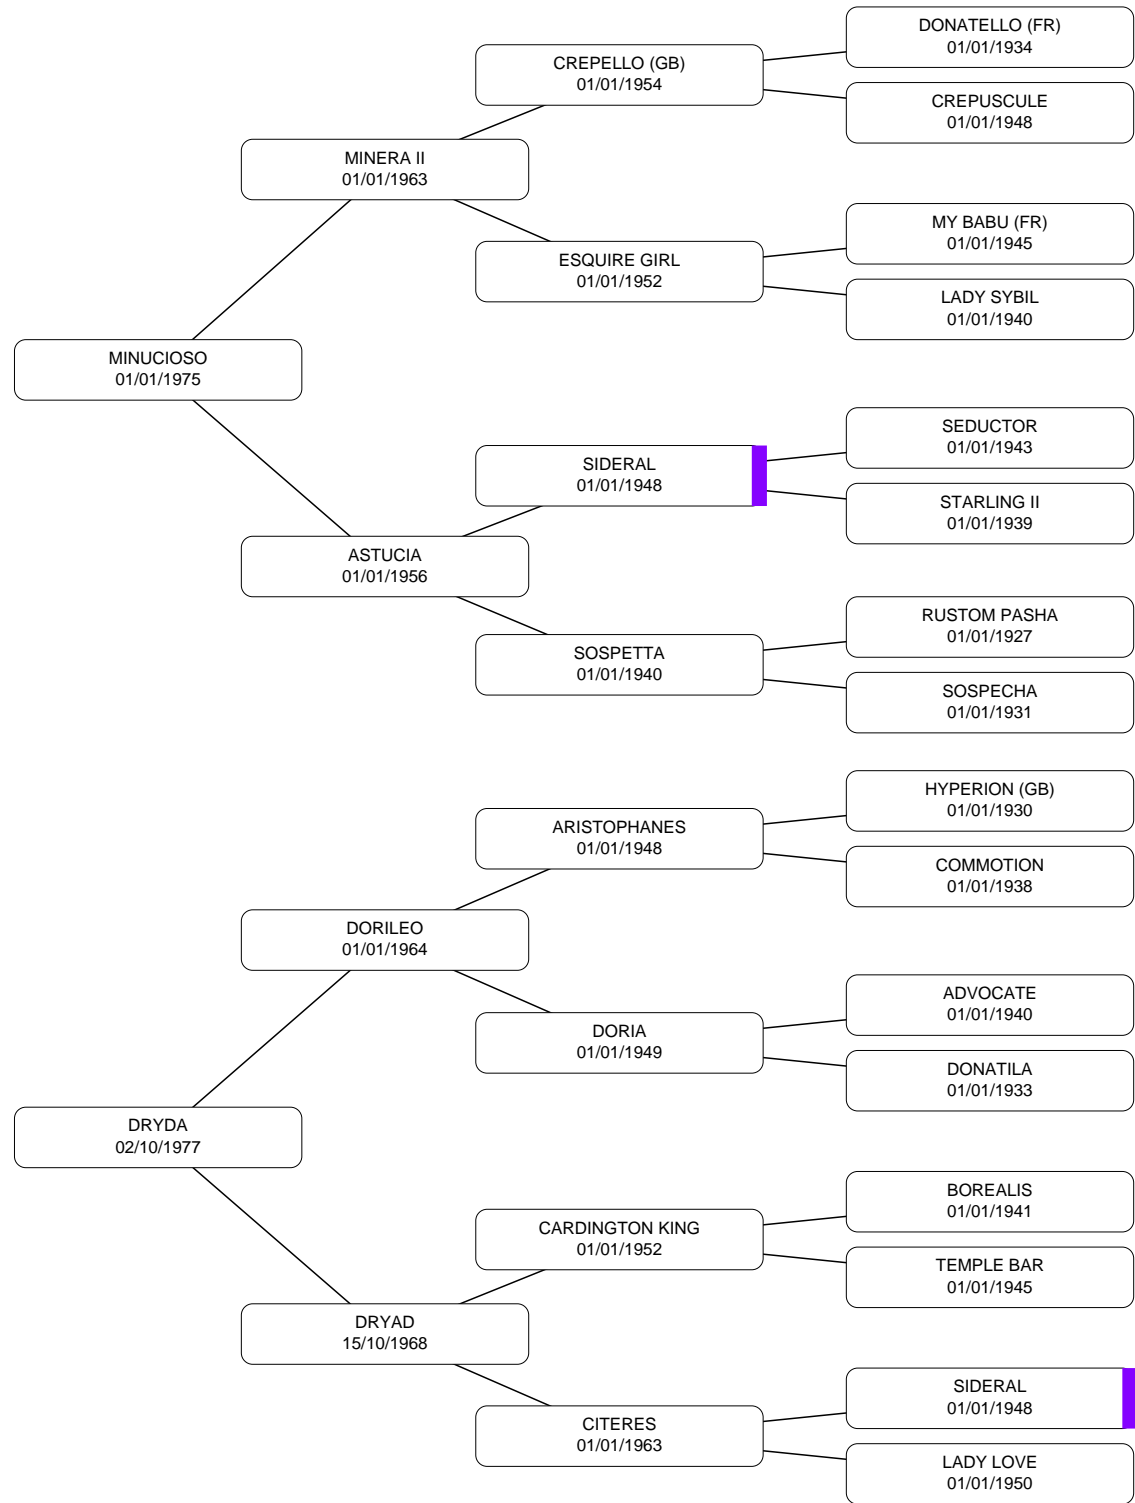 DONATELLO (FR)
01/01/1934
CREPELLO (GB)
01/01/1954
CREPUSCULE
01/01/1948
MINERA II
01/01/1963
MY BABU (FR)
01/01/1945
ESQUIRE GIRL
01/01/1952
LADY SYBIL
01/01/1940
MINUCIOSO
01/01/1975
SEDUCTOR
01/01/1943
SIDERAL
01/01/1948
STARLING II
01/01/1939
ASTUCIA
01/01/1956
RUSTOM PASHA
01/01/1927
SOSPETTA
01/01/1940
SOSPECHA
01/01/1931
HYPERION (GB)
01/01/1930
ARISTOPHANES
01/01/1948
COMMOTION
01/01/1938
DORILEO
01/01/1964
ADVOCATE
01/01/1940
DORIA
01/01/1949
DONATILA
01/01/1933
DRYDA
02/10/1977
BOREALIS
01/01/1941
CARDINGTON KING
01/01/1952
TEMPLE BAR
01/01/1945
DRYAD
15/10/1968
SIDERAL
01/01/1948
CITERES
01/01/1963
LADY LOVE
01/01/1950